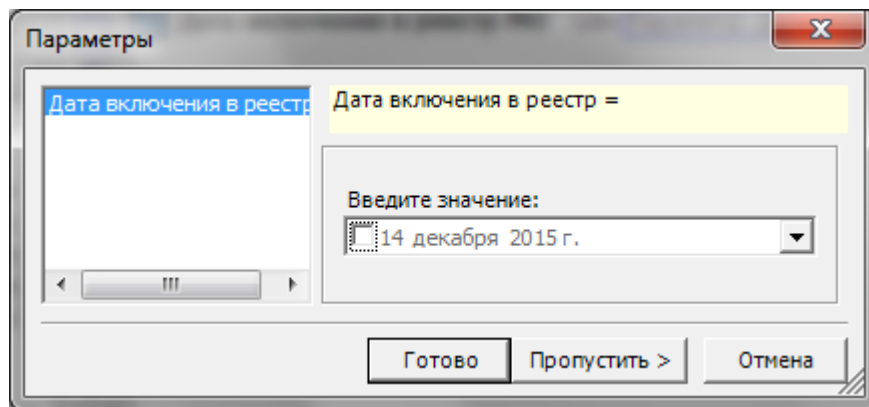 Параметры
Дата включения в реестр
Дата включения в реестр =
Введите значение:
14 декабря 2015 г.
Готово
Пропустить >
Отмена